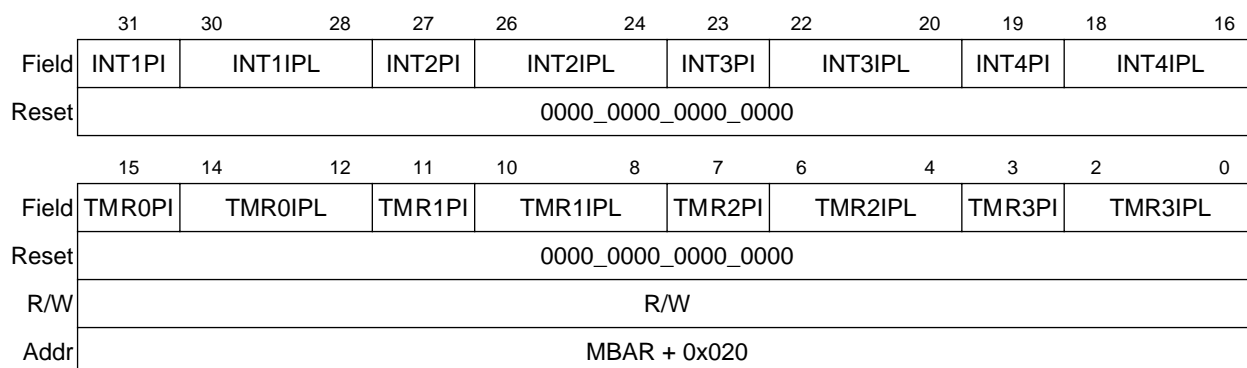 31 30 28 27 26 24 23 22 20 19 18 16
Field INT1PI INT1IPL INT2PI INT2IPL INT3PI INT3IPL INT4PI INT4IPL
Reset 0000_0000_0000_0000
15 14 12 11 10 8 7 6 4 3 2 0
Field TMR0PI TMR0IPL TMR1PI TMR1IPL TMR2PI TMR2IPL TMR3PI TMR3IPL
Reset 0000_0000_0000_0000
R/W R/W
Addr MBAR + 0x020